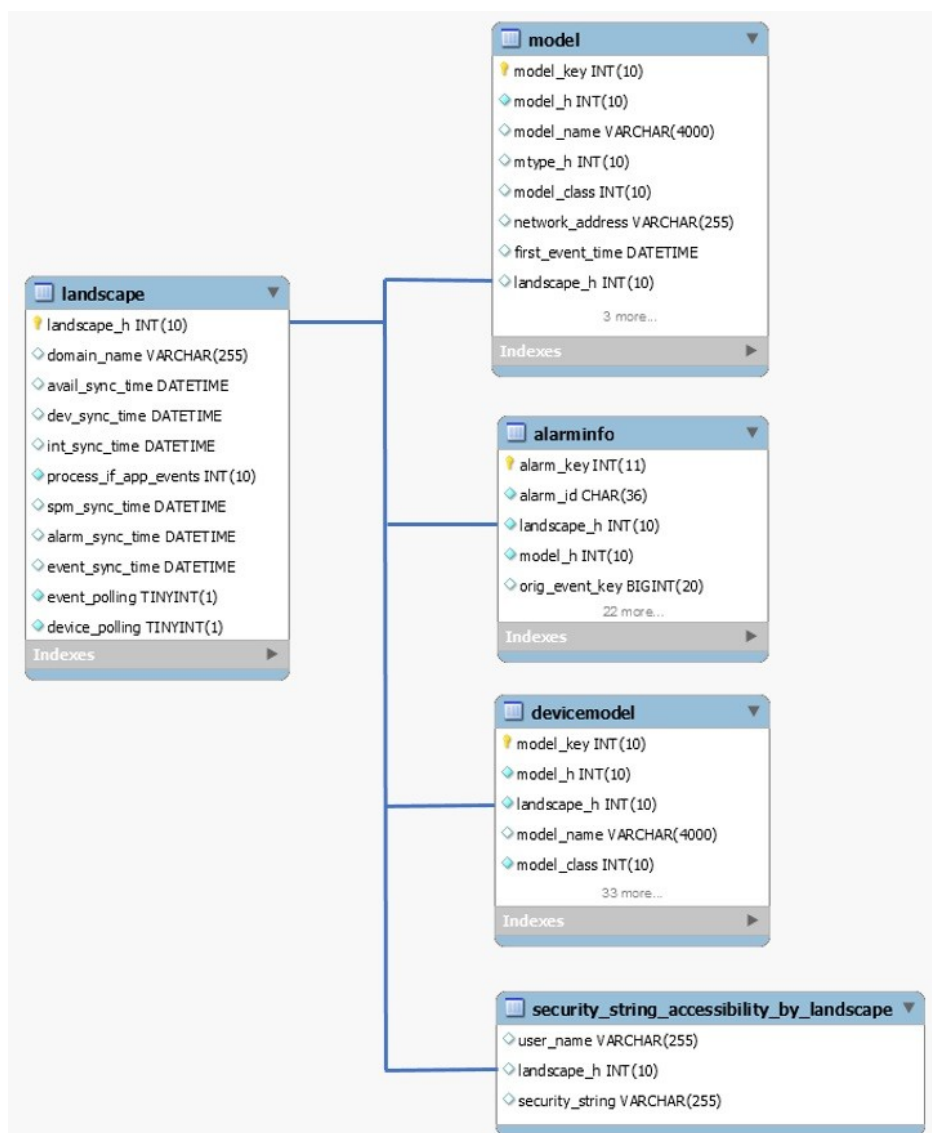 model
model_key INT(10)
model_h INT(10)
model_name VARCHAR(4000)
mtype_h INT(10)
model_class INT(10)
network_address VARCHAR(255)
first_event_time DATETIME
landscape_h INT(10)
3 more...
Indexes
landscape
landscape_h INT(10)
domain_name VARCHAR(255)
avail_sync_time DATETIME
dev_sync_time DATETIME
int_sync_time DATETIME
process_if_app_events INT(10)
spm_sync_time DATETIME
alarm_sync_time DATETIME
event_sync_time DATETIME
event_polling TINYINT(1)
device_polling TINYINT(1)
Indexes
alarminfo
alarm_key INT(11)
alarm_id CHAR(36)
landscape_h INT(10)
model_h INT(10)
orig_event_key BIGINT(20)
22 more...
Indexes
devicemodel
model_key INT(10)
model_h INT(10)
landscape_h INT(10)
model_name VARCHAR(4000)
model_class INT(10)
33 more...
Indexes
security_string_accessibility_by_landscape
user_name VARCHAR(255)
landscape_h INT(10)
security_string VARCHAR(255)